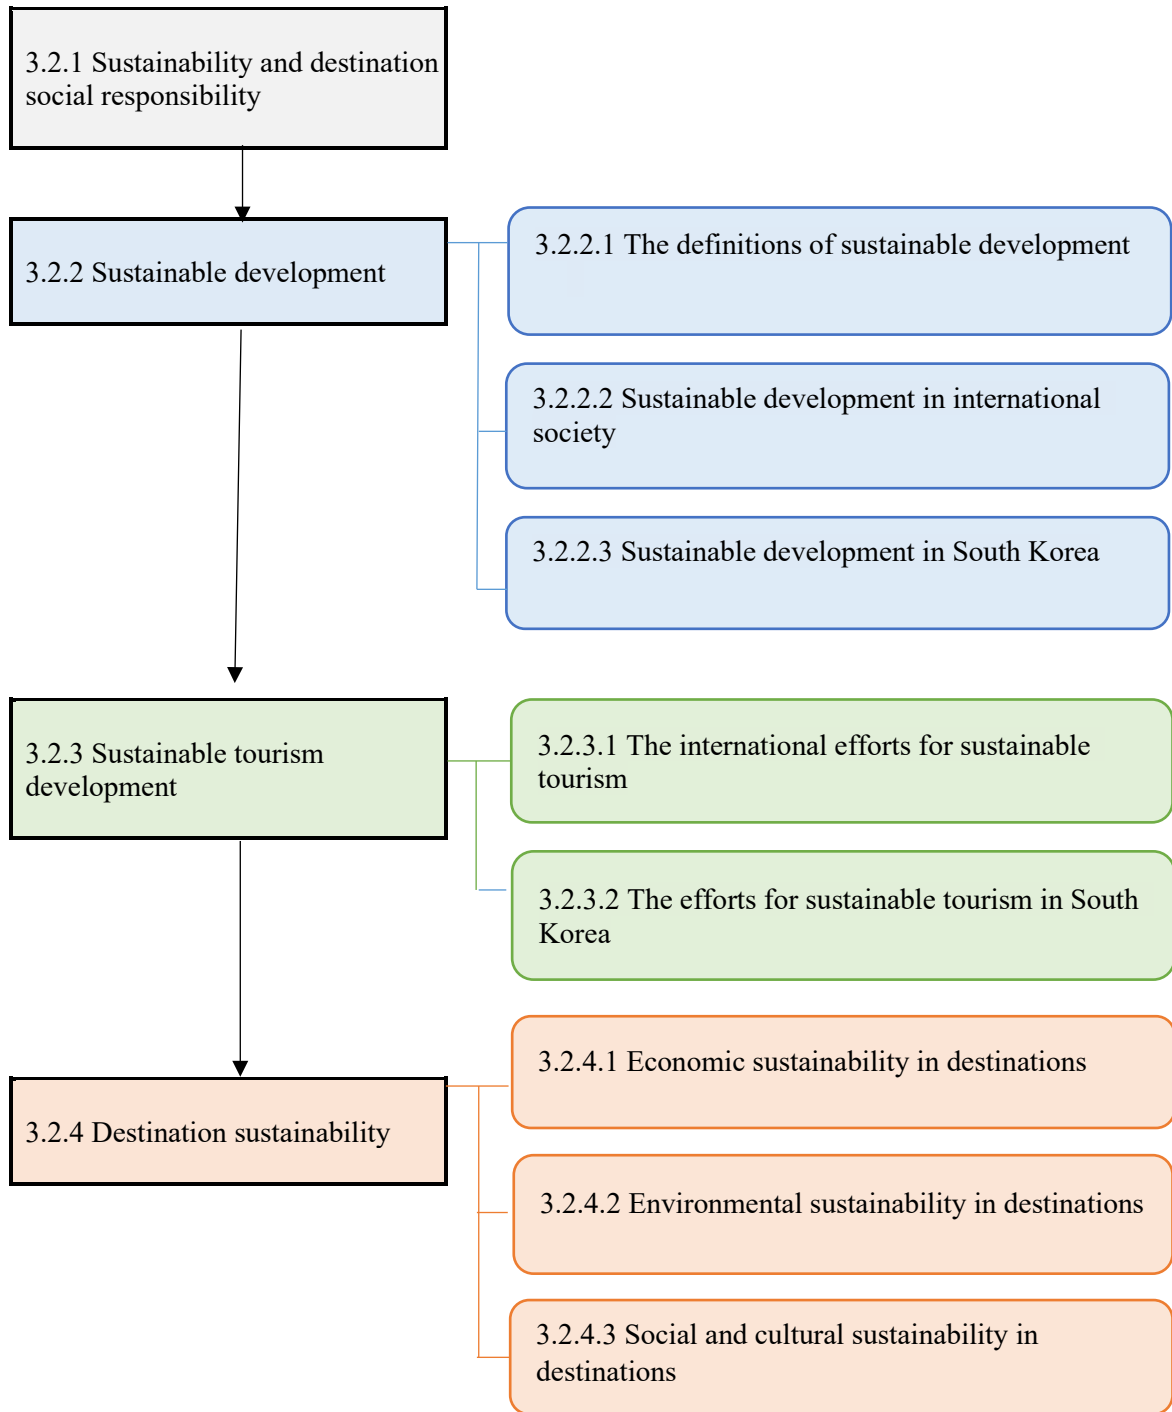 3.2.1 Sustainability and destination
social responsibility
3.2.2 Sustainable development
3.2.2.1 The definitions of sustainable development
3.2.2.2 Sustainable development in international
society
3.2.2.3 Sustainable development in South Korea
3.2.3 Sustainable tourism
development
3.2.3.1 The international efforts for sustainable
tourism
3.2.3.2 The efforts for sustainable tourism in South
Korea
3.2.4 Destination sustainability
3.2.4.1 Economic sustainability in destinations
3.2.4.2 Environmental sustainability in destinations
3.2.4.3 Social and cultural sustainability in
destinations